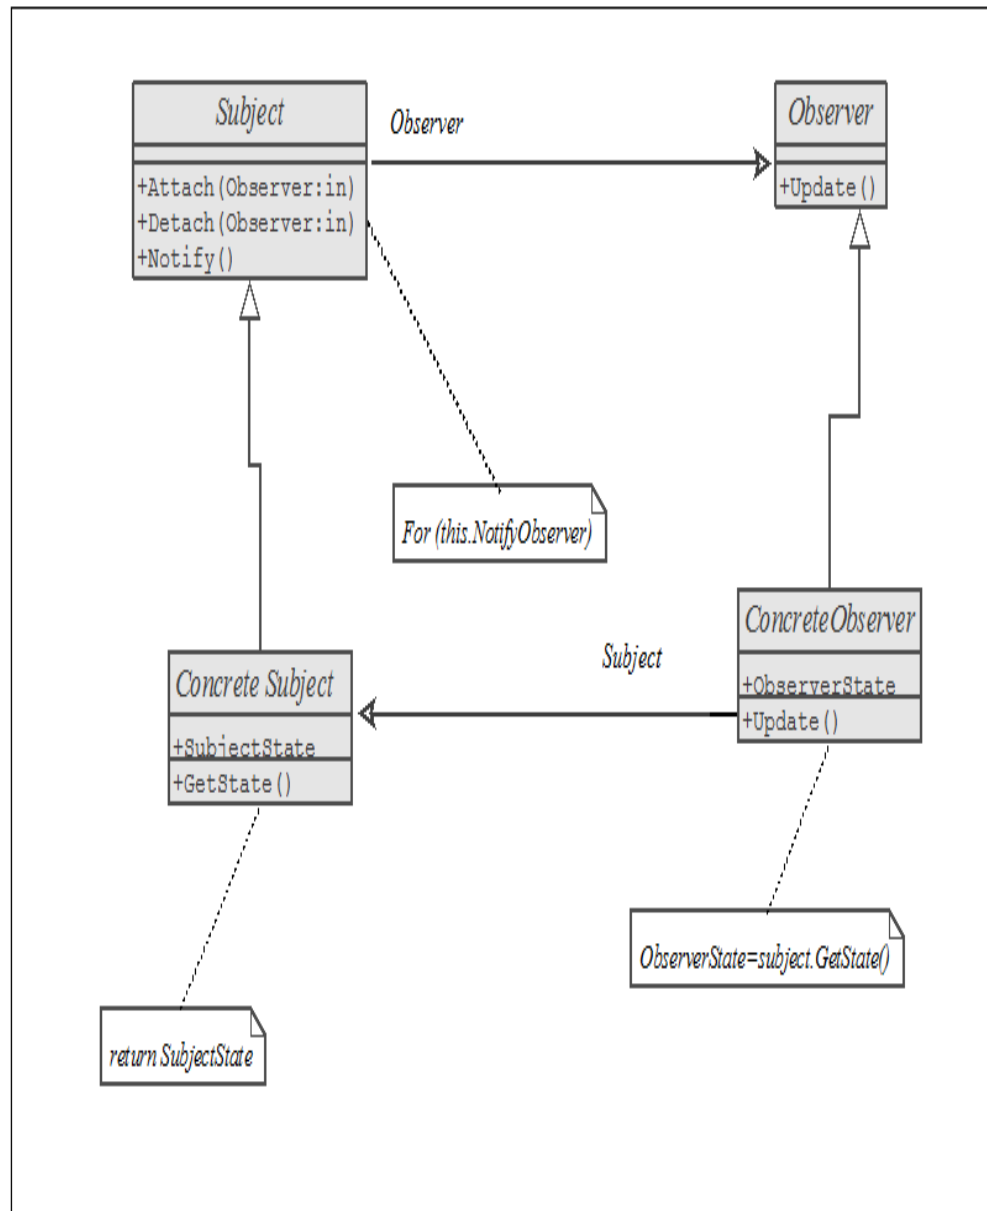 Subject
+Attach(Observer:in)
+Detach(Observer:in)
+Notify()
Observer
Observer
+Update()
For (this.NotifyObserver)
Concrete Subject
+SubjectState
+GetState()
Subject
ConcreteObserver
+ObserverState
+Update()
ObserverState=subject.GetState()
return SubjectState